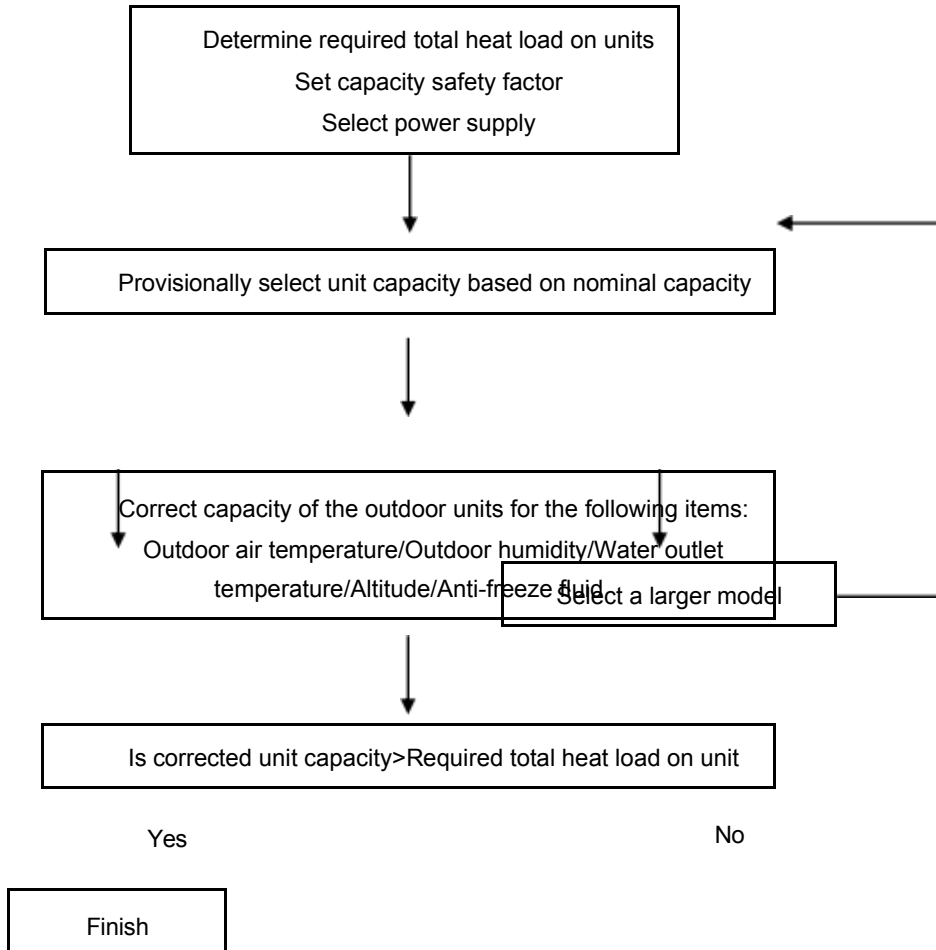 Determine required total heat load on units
Set capacity safety factor
Select power supply
Provisionally select unit capacity based on nominal capacity
Correct capacity of the outdoor units for the following items:
Outdoor air temperature/Outdoor humidity/Water outlet
temperature/Altitude/Anti-freeze fluid
Select a larger model
Is corrected unit capacity>Required total heat load on unit
Yes
No
Finish